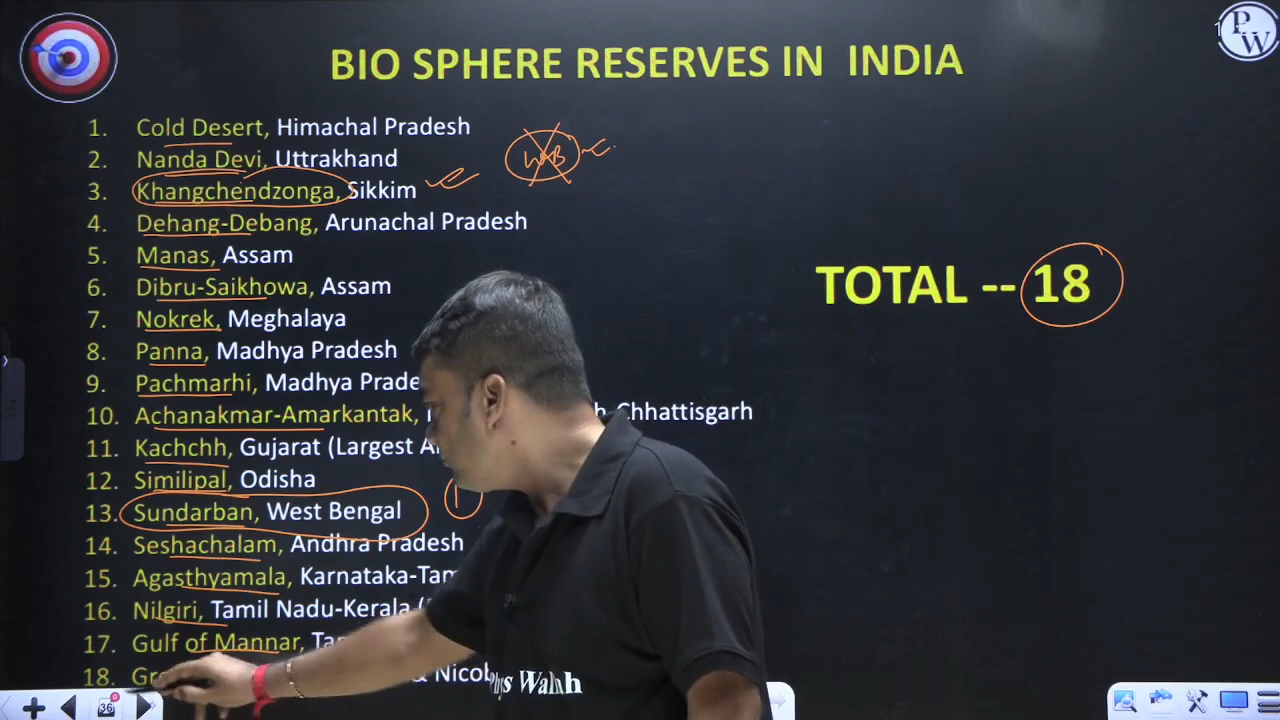 BIO SPHERE RESERVES IN INDIA
PW
1. Cold Desert, Himachal Pradesh
2. Nanda Devi, Uttrakhand
3. Khangchendzonga, Sikkim
4. Dehang-Debang, Arunachal Pradesh
5. Manas, Assam
6. Dibru-Saikhowa, Assam
TOTAL -- 18
7. Nokrek, Meghalaya
8. Panna, Madhya Pradesh
9. Pachmarhi, Madhya Prade
10. Achanakmar-Amarkantak, Chhattisgarh
11. Kachchh, Gujarat (Largest
12. Similipal, Odisha
13. Sundarban, West Bengal
14. Seshachalam, Andhra Pradesh
15. Agasthyamala, Karnataka-Tam
16. Nilgiri, Tamil Nadu-Kerala
17. Gulf of Mannar,
18. & Nicob
36